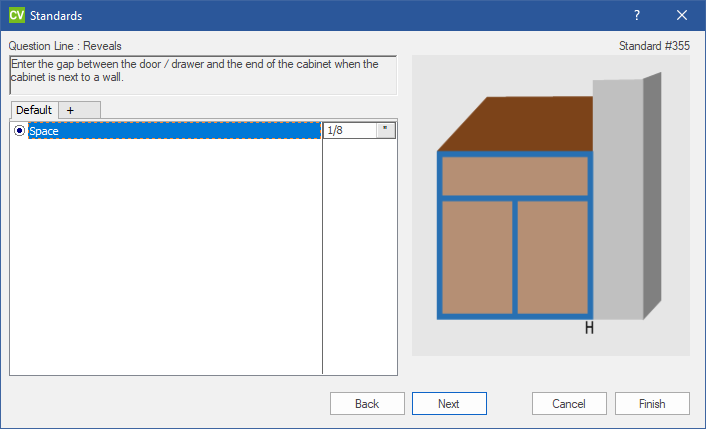 CV Standards ?
Question Line : Reveals
Standard #355
Enter the gap between the door / drawer and the end of the cabinet when the
cabinet is next to a wall.
Default +
Space 1/8 "
H
Back Next Cancel Finish